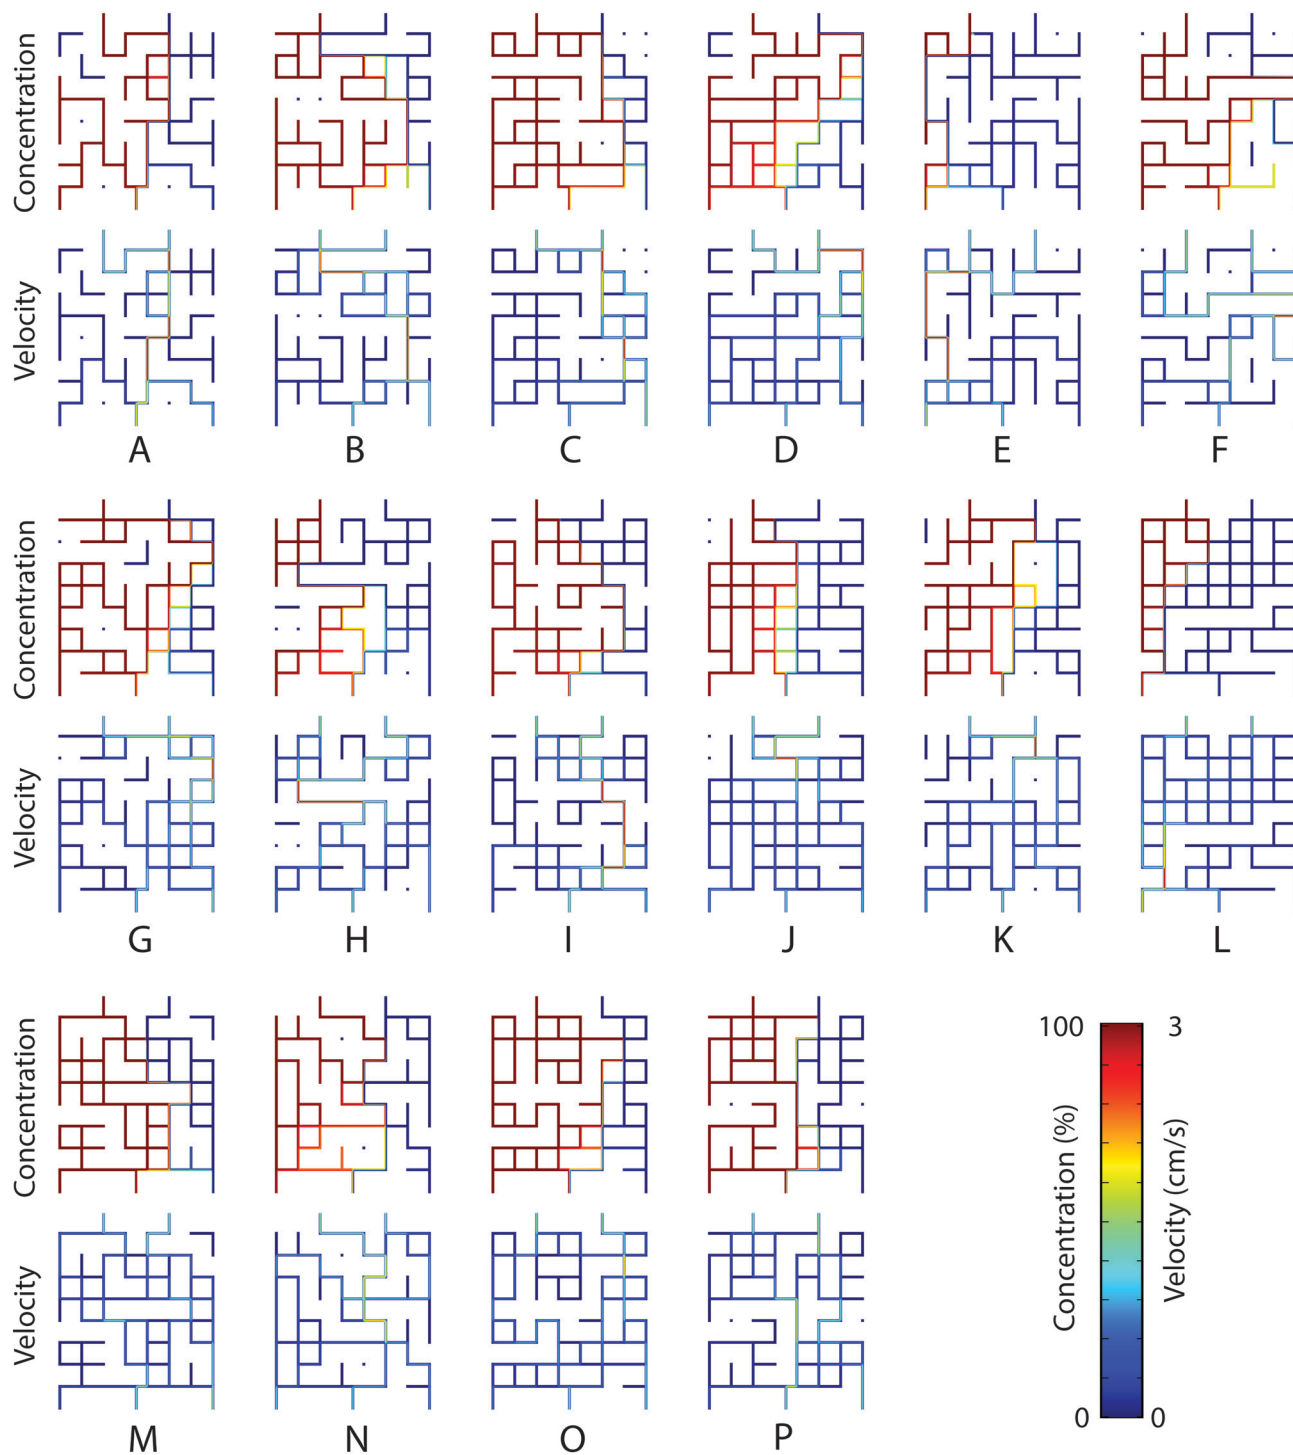 Concentration
Velocity
A B C D E F
Concentration
Velocity
G H I J K L
Concentration
Velocity
M N O P
100 3
Concentration (%)
Velocity (cm/s)
0 0